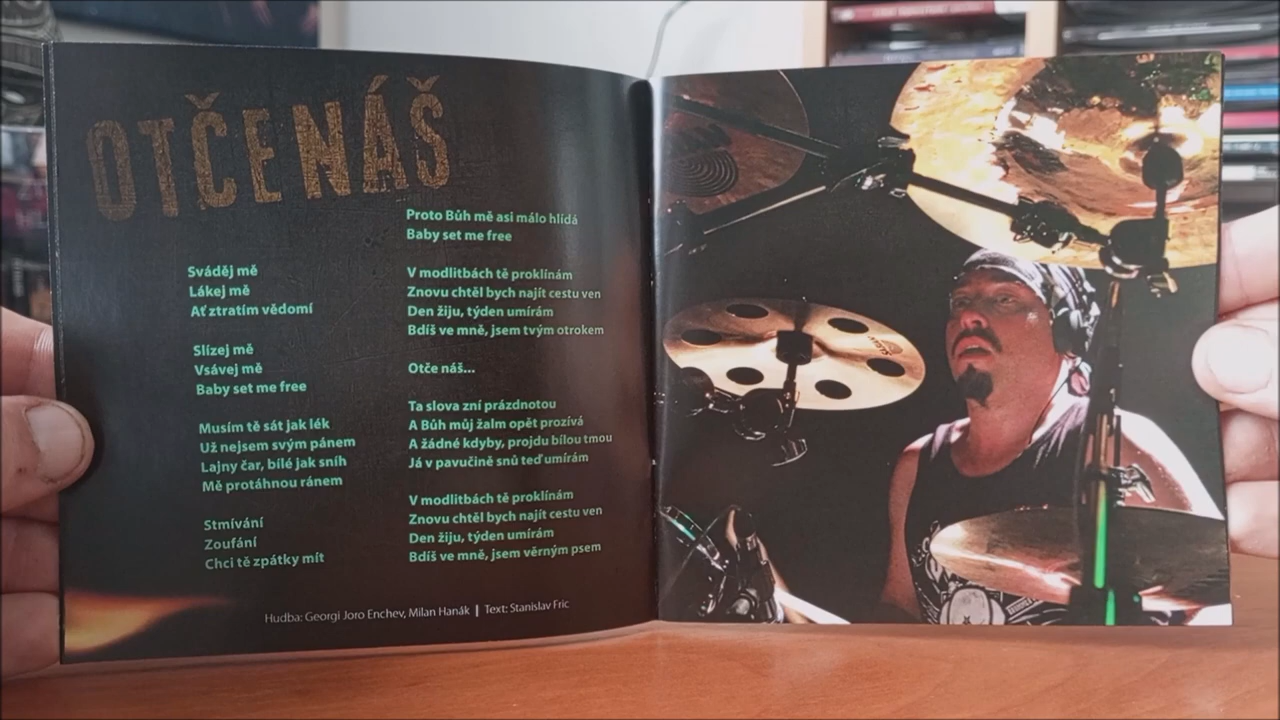 OTČENÁŠ
Sváděj mě
Lákej mě
Ať ztratím vědomí
Slízej mě
Vsávej mě
Baby set me free
Musím tě sát jak lék
Už nejsem svým pánem
Lajny čar, bílé jak sníh
Mě protáhnou ránem
Stmívání
Zoufání
Chci tě zpátky mít
Proto Bůh mě asi málo hlídá
Baby set me free
V modlitbách tě proklínám
Znovu chtěl bych najít cestu ven
Den žiju, týden umírám
Bdíš ve mně, jsem tvým otrokem
Otče náš...
Ta slova zní prázdnotou
A Bůh můj žalm opět prozívá
A žádné kdyby, projdu bílou tmou
Já v pavučině snů teď umírám
V modlitbách tě proklínám
Znovu chtěl bych najít cestu ven
Den žiju, týden umírám
Bdíš ve mně, jsem věrným psem
Hudba: Georgi Joro Enchev, Milan Hanák | Text: Stanislav Fric